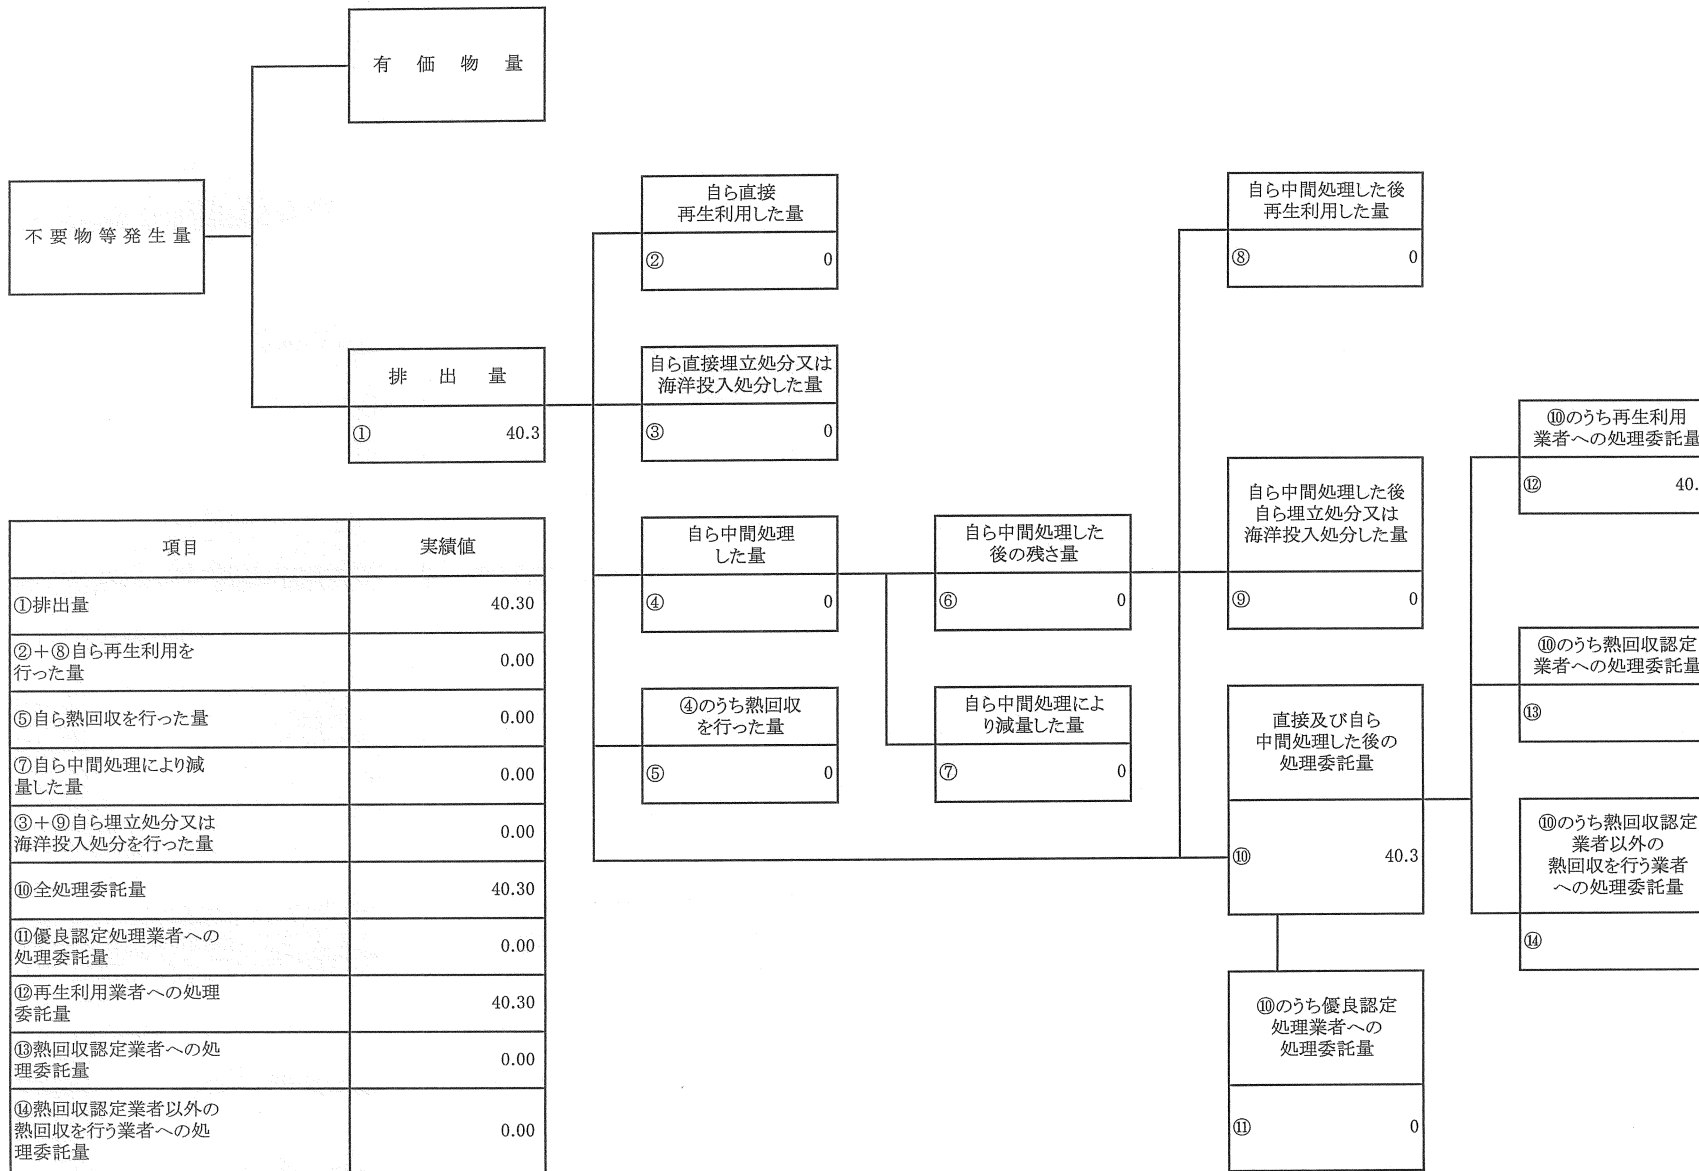 有価物量
不要物等発生量
排出量
① 40.3
自ら直接
再生利用した量
② 0
自ら直接埋立処分又は
海洋投入処分した量
③ 0
自ら中間処理
した量
④ 0
④のうち熱回収
を行った量
⑤ 0
自ら中間処理した
後の残さ量
⑥ 0
自ら中間処理によ
り減量した量
⑦ 0
自ら中間処理した後
再生利用した量
⑧ 0
自ら中間処理した後
自ら埋立処分又は
海洋投入処分した量
⑨ 0
直接及び自ら
中間処理した後の
処理委託量
⑩ 40.3
⑩のうち優良認定
処理業者への
処理委託量
⑪ 0
⑩のうち再生利用
業者への処理委託量
⑫ 40.
⑩のうち熱回収認定
業者への処理委託量
⑬
⑩のうち熱回収認定
業者以外の
熱回収を行う業者
への処理委託量
⑭
項目 実績値
①排出量 40.30
②+⑧自ら再生利用を
行った量 0.00
⑤自ら熱回収を行った量 0.00
⑦自ら中間処理により減
量した量 0.00
③+⑨自ら埋立処分又は
海洋投入処分を行った量 0.00
⑩全処理委託量 40.30
⑪優良認定処理業者への
処理委託量 0.00
⑫再生利用業者への処理
委託量 40.30
⑬熱回収認定業者への処
理委託量 0.00
⑭熱回収認定業者以外の
熱回収を行う業者への処
理委託量 0.00